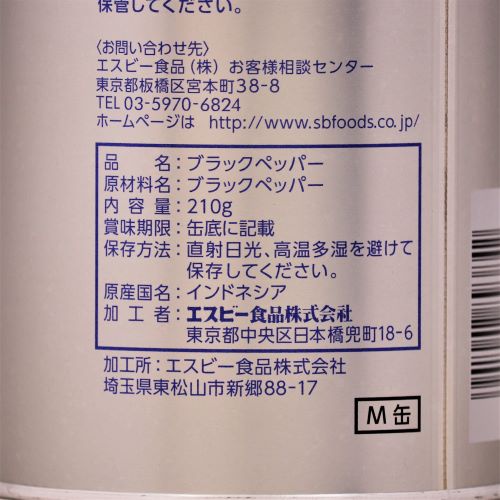 保管してください。
〈お問い合わせ先〉
エスビー食品(株) お客様相談センター
東京都板橋区宮本町38-8
TEL 03-5970-6824
ホームページは http://www.sbfoods.co.jp/
品名：ブラックペッパー
原材料名：ブラックペッパー
内容量：210g
賞味期限：缶底に記載
保存方法：直射日光、高温多湿を避けて
保存してください。
原産国名：インドネシア
加工者：エスビー食品株式会社
東京都中央区日本橋兜町18-6
加工所：エスビー食品株式会社
埼玉県東松山市新郷88-17
M缶